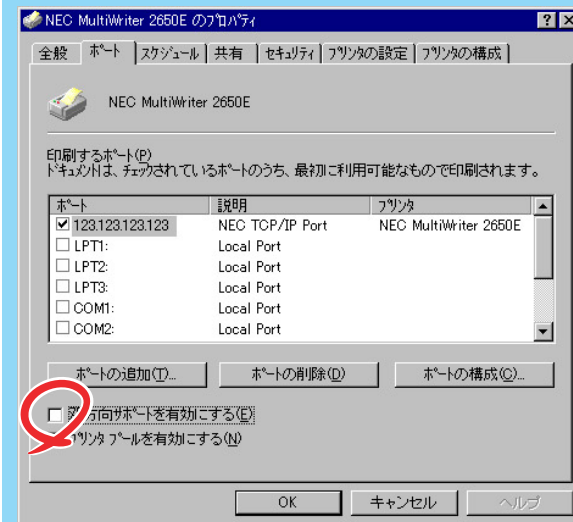 NEC MultiWriter 2650E のプロパティ
全般 ポート スケジュール 共有 セキュリティ プリンタの設定 プリンタの構成
NEC MultiWriter 2650E
印刷するポート(P)
ドキュメントは、チェックされているポートのうち、最初に利用可能なもので印刷されます。
ポート 説明 プリンタ
123.123.123.123 NEC TCP/IP Port NEC MultiWriter 2650E
LPT1: Local Port
LPT2: Local Port
LPT3: Local Port
COM1: Local Port
COM2: Local Port
ポートの追加(T)... ポートの削除(D) ポートの構成(C)...
双方向サポートを有効にする(E)
プリンタ プールを有効にする(N)
OK キャンセル ヘルプ